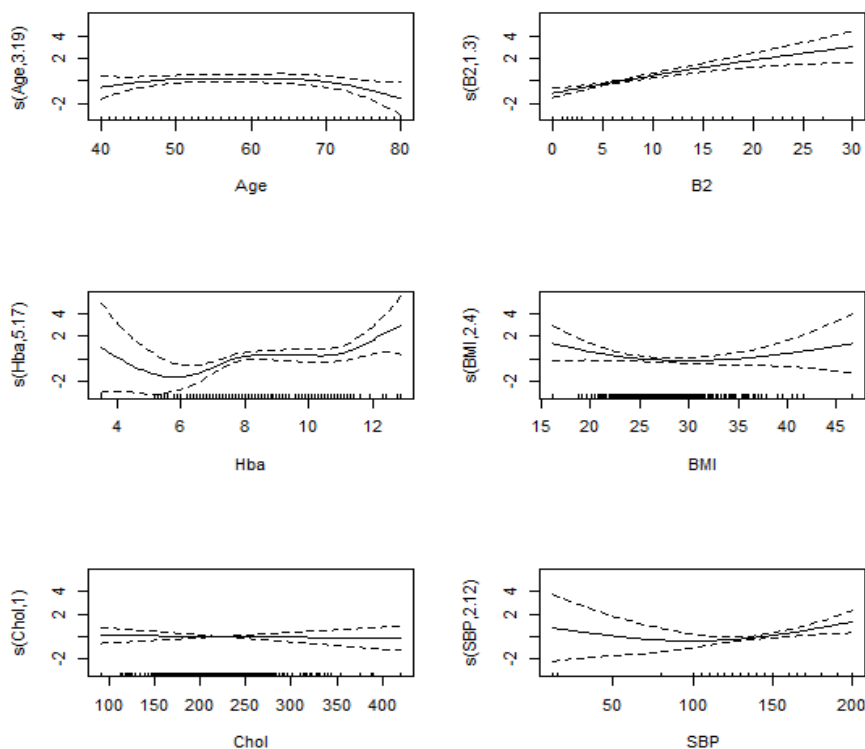 s(Age,3.19)
-2 2 4
40 50 60 70 80
Age
s(B2,1.3)
-2 2 4
0 5 10 15 20 25 30
B2
s(Hba,5.17)
-2 2 4
4 6 8 10 12
Hba
s(BMI,2.4)
-2 2 4
15 20 25 30 35 40 45
BMI
s(Chol,1)
-2 2 4
100 150 200 250 300 350 400
Chol
s(SBP,2.12)
-2 2 4
50 100 150 200
SBP